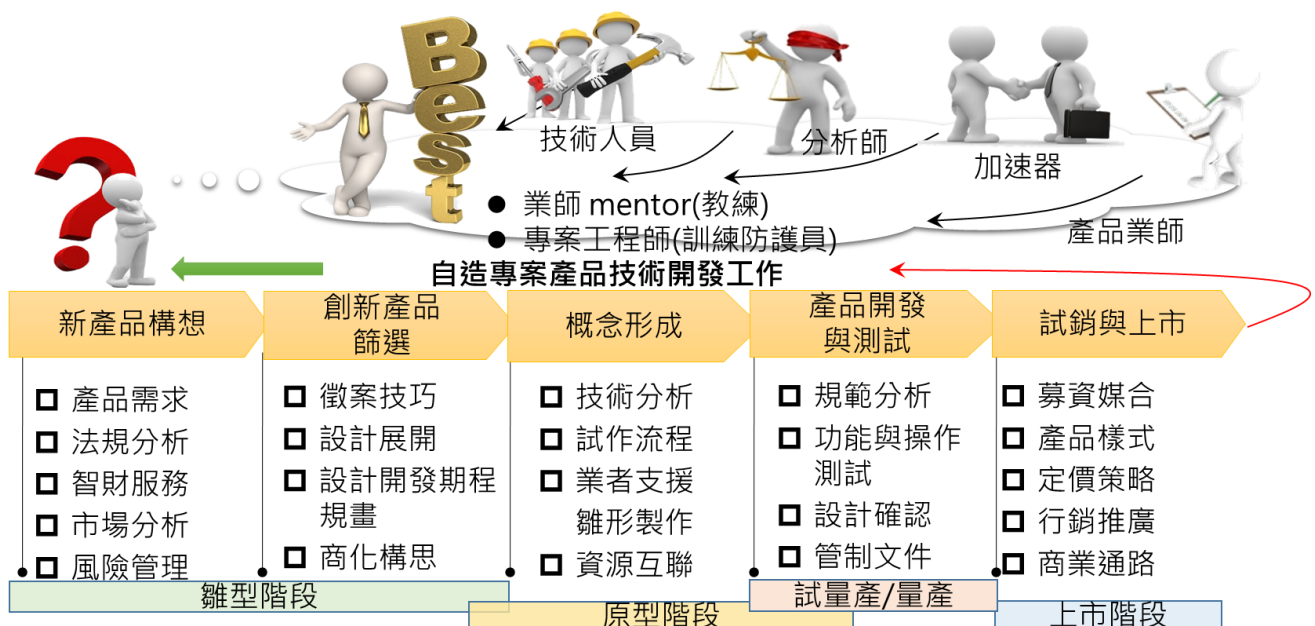 Best
技術人員
分析師
加速器
產品業師
● 業師 mentor(教練)
● 專案工程師(訓練防護員)
自造專案產品技術開發工作
新產品構想
創新產品
篩選
概念形成
產品開發
與測試
試銷與上市
產品需求
法規分析
智財服務
市場分析
風險管理
徵案技巧
設計展開
設計開發期程
規畫
商化構思
技術分析
試作流程
業者支援
雛形製作
資源互聯
規範分析
功能與操作
測試
設計確認
管制文件
募資媒合
產品樣式
定價策略
行銷推廣
商業通路
雛型階段
原型階段
試量產/量產
上市階段